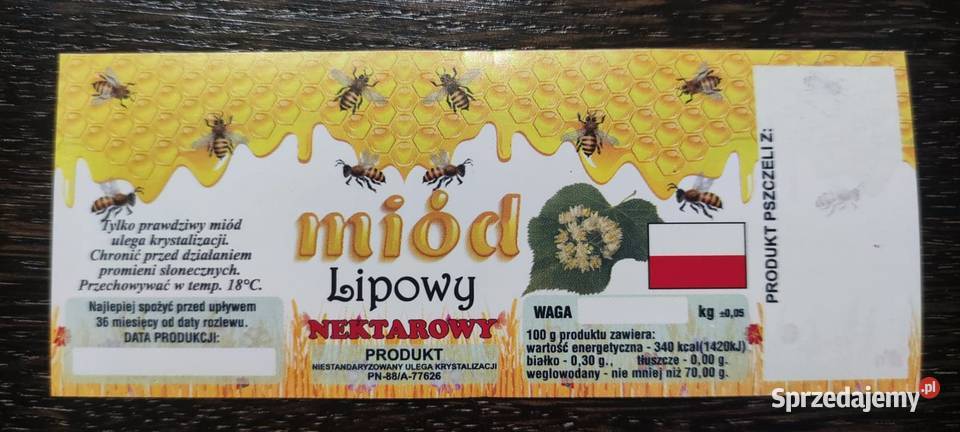 Tylko prawdziwy miód
ulega krystalizacji.
Chronić przed działaniem
promieni słonecznych.
Przechowywać w temp. 18°C.
Najlepiej spożyć przed upływem
36 miesięcy od daty rozlewu.
DATA PRODUKCJI:
miód
Lipowy
NEKTAROWY
PRODUKT
NIESTANDARYZOWANY ULEGA KRYSTALIZACJI
PN-88/A-77626
WAGA kg ±0,05
100 g produktu zawiera:
wartość energetyczna - 340 kcal(1420kJ)
białko - 0,30 g., tłuszcze - 0,00 g.
węglowodany - nie mniej niż 70,00 g.
PRODUKT PSZCZELI Z:
Sprzedajemy.pl